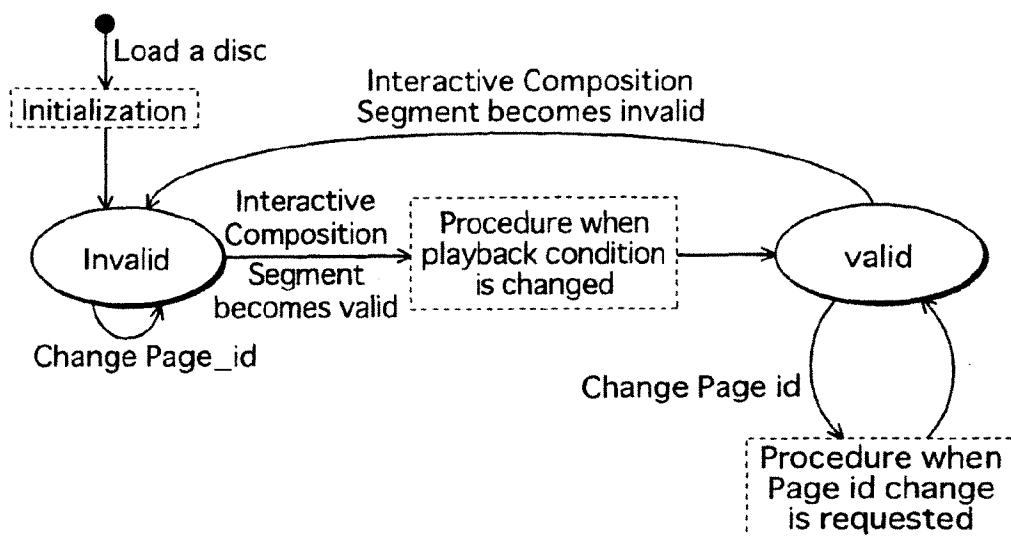 Load a disc
Initialization
Interactive Composition
Segment becomes invalid
Invalid
Interactive
Composition
Segment
becomes valid
Procedure when
playback condition
is changed
valid
Change Page_id
Change Page id
Procedure when
Page id change
is requested